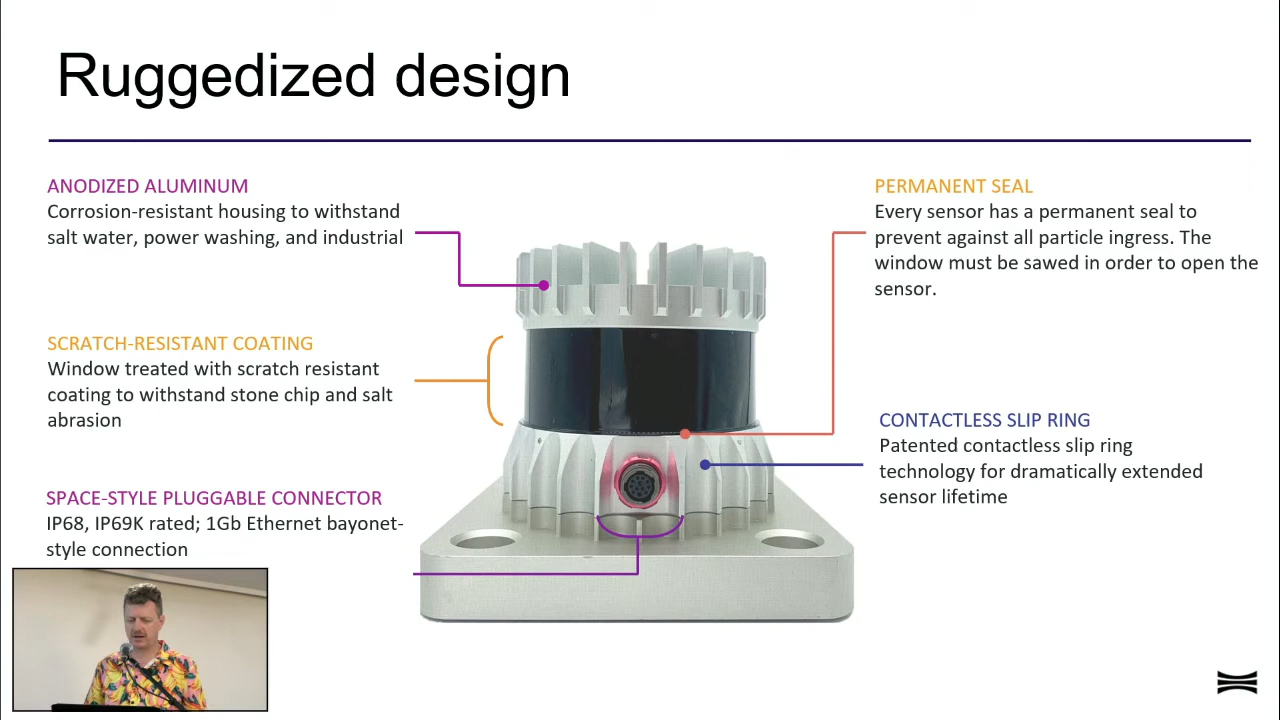 Ruggedized design
ANODIZED ALUMINUM
Corrosion-resistant housing to withstand
salt water, power washing, and industrial
SCRATCH-RESISTANT COATING
Window treated with scratch resistant
coating to withstand stone chip and salt
abrasion
SPACE-STYLE PLUGGABLE CONNECTOR
IP68, IP69K rated; 1Gb Ethernet bayonet-
style connection
PERMANENT SEAL
Every sensor has a permanent seal to
prevent against all particle ingress. The
window must be sawed in order to open the
sensor.
CONTACTLESS SLIP RING
Patented contactless slip ring
technology for dramatically extended
sensor lifetime